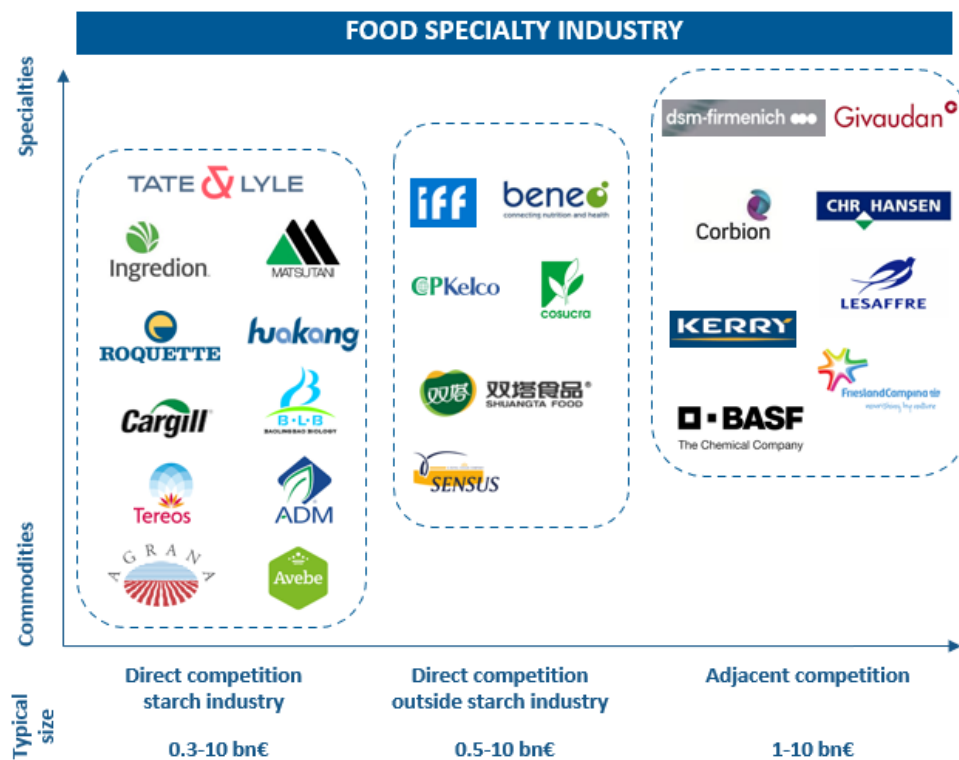 FOOD SPECIALTY INDUSTRY
Specialties
Commodities
TATE & LYLE
Ingredion
MATSUTANI
ROQUETTE
huakang
Cargill
B·L·B
BAOLINGBAO BIOLOGY
Tereos
ADM
AGRANA
Avebe
iff
beneo
connecting nutrition and health
CPKelco
cosucra
双塔
双塔食品®
SHUANGTA FOOD
SENSUS
dsm-firmenich
Givaudan
Corbion
CHR HANSEN
LESAFFRE
KERRY
FrieslandCampina
nourishing by nature
BASF
The Chemical Company
Direct competition
starch industry
Direct competition
outside starch industry
Adjacent competition
Typical
size
0.3-10 bn€
0.5-10 bn€
1-10 bn€